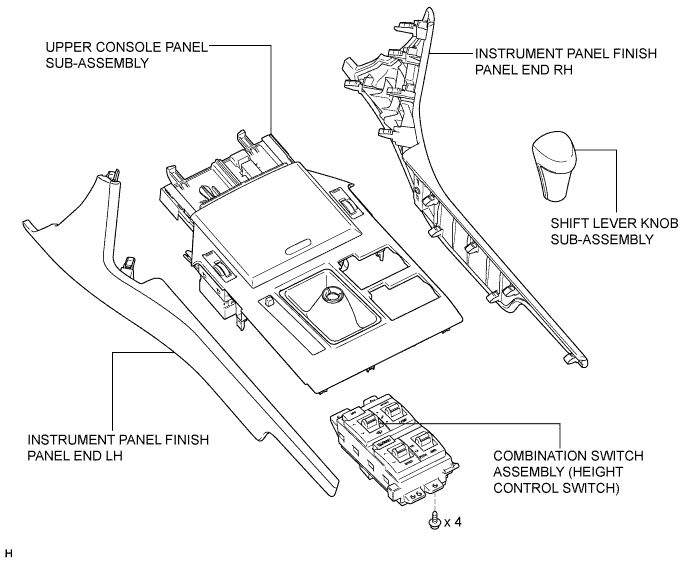 UPPER CONSOLE PANEL
SUB-ASSEMBLY
INSTRUMENT PANEL FINISH
PANEL END RH
SHIFT LEVER KNOB
SUB-ASSEMBLY
INSTRUMENT PANEL FINISH
PANEL END LH
COMBINATION SWITCH
ASSEMBLY (HEIGHT
CONTROL SWITCH)
x 4
H